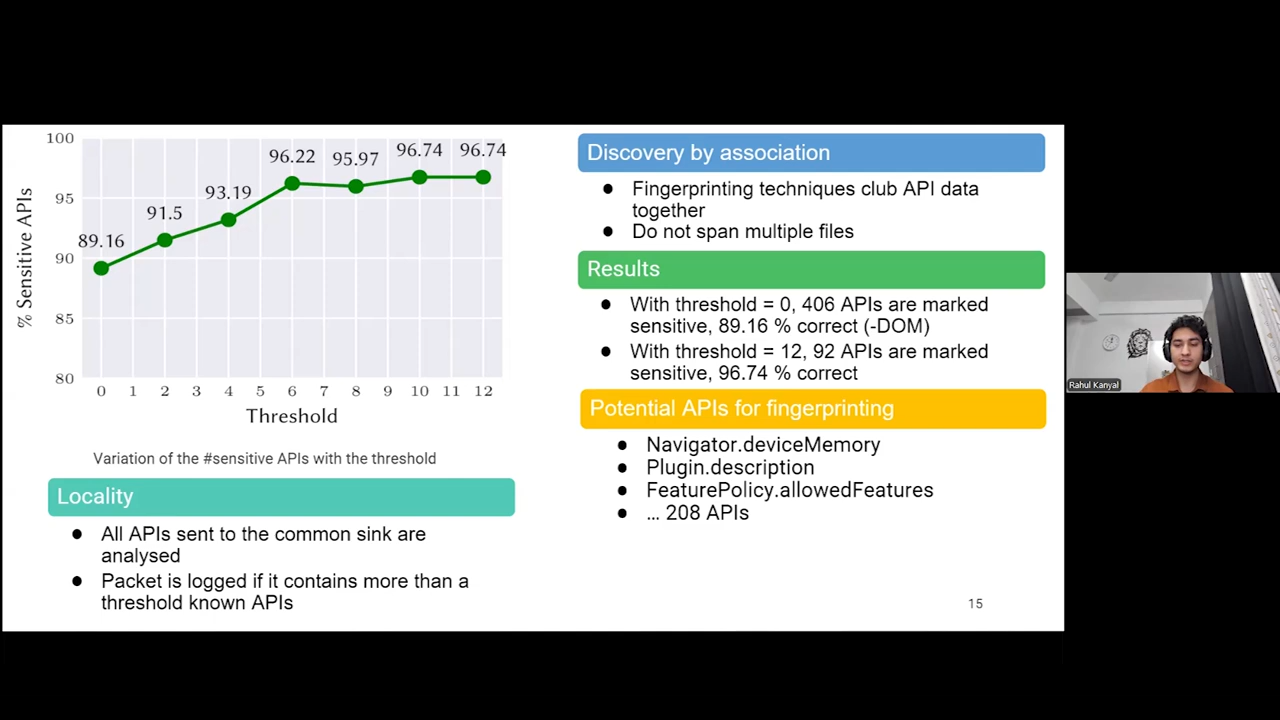 100
95
90
85
80
% Sensitive APIs
89.16
91.5
93.19
96.22
95.97
96.74
96.74
0 1 2 3 4 5 6 7 8 9 10 11 12
Threshold
Variation of the #sensitive APIs with the threshold
Locality
● All APIs sent to the common sink are
analysed
● Packet is logged if it contains more than a
threshold known APIs
Discovery by association
● Fingerprinting techniques club API data
together
● Do not span multiple files
Results
● With threshold = 0, 406 APIs are marked
sensitive, 89.16 % correct (-DOM)
● With threshold = 12, 92 APIs are marked
sensitive, 96.74 % correct
Potential APIs for fingerprinting
● Navigator.deviceMemory
● Plugin.description
● FeaturePolicy.allowedFeatures
● ... 208 APIs
15
Rahul Kanyal